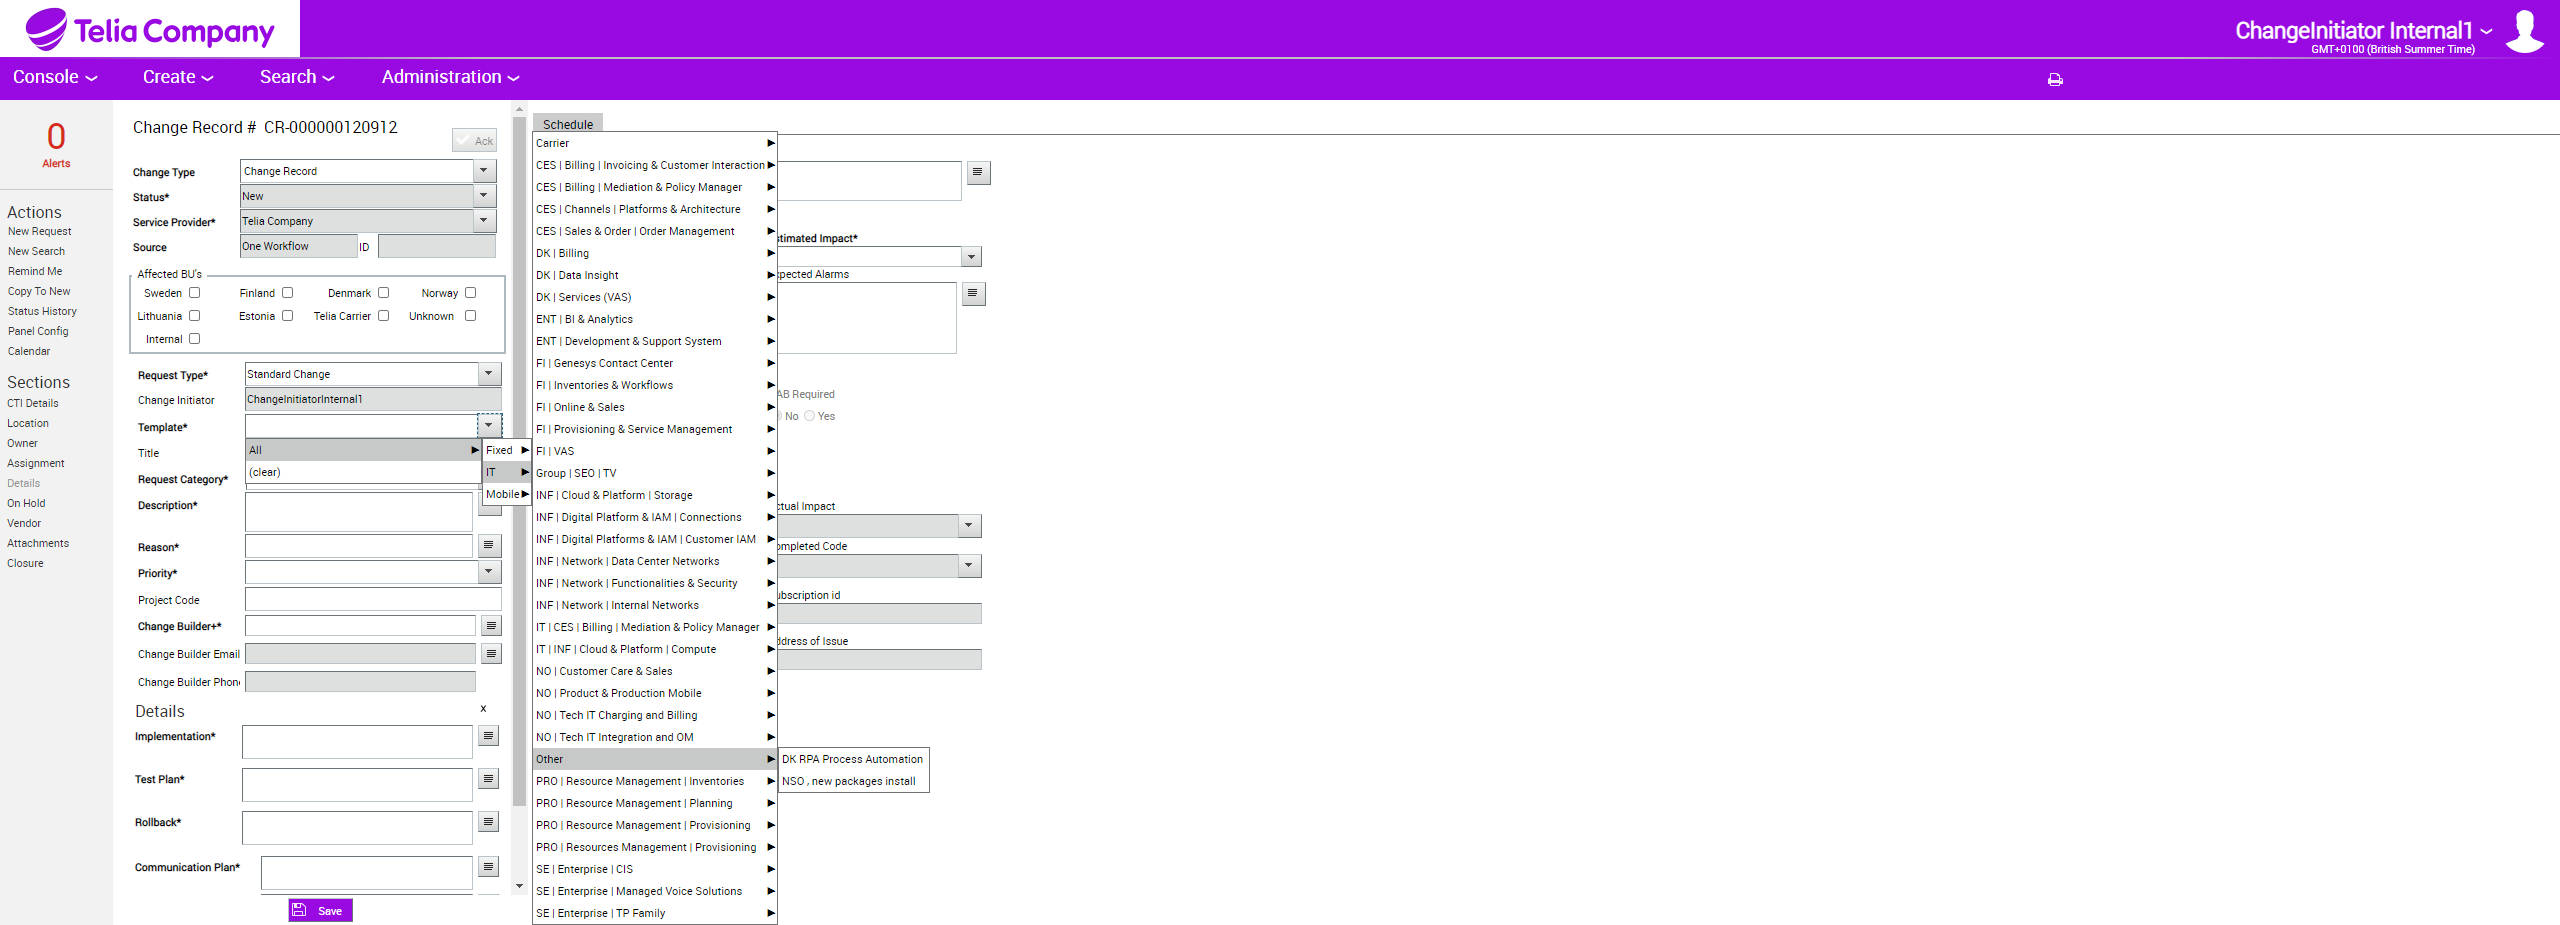 Telia Company
ChangeInitiator Internal1
GMT+0100 (British Summer Time)
Console
Create
Search
Administration
0
Alerts
Actions
New Request
New Search
Remind Me
Copy To New
Status History
Panel Config
Calendar
Sections
CTI Details
Location
Owner
Assignment
Details
On Hold
Vendor
Attachments
Closure
Change Record # CR-000000120912
Ack
Change Type Change Record
Status* New
Service Provider* Telia Company
Source One Workflow ID
Affected BU's
Sweden Finland Denmark Norway
Lithuania Estonia Telia Carrier Unknown
Internal
Request Type* Standard Change
Change Initiator ChangeInitiatorInternal1
Template*
Title
Request Category*
Description*
Reason*
Priority*
Project Code
Change Builder+*
Change Builder Email
Change Builder Phon
Details x
Implementation*
Test Plan*
Rollback*
Communication Plan*
Save
All
(clear)
Fixed
IT
Mobile
Schedule
Carrier
CES | Billing | Invoicing & Customer Interaction
CES | Billing | Mediation & Policy Manager
CES | Channels | Platforms & Architecture
CES | Sales & Order | Order Management
DK | Billing
DK | Data Insight
DK | Services (VAS)
ENT | BI & Analytics
ENT | Development & Support System
FI | Genesys Contact Center
FI | Inventories & Workflows
FI | Online & Sales
FI | Provisioning & Service Management
FI | VAS
Group | SEO | TV
INF | Cloud & Platform | Storage
INF | Digital Platform & IAM | Connections
INF | Digital Platforms & IAM | Customer IAM
INF | Network | Data Center Networks
INF | Network | Functionalities & Security
INF | Network | Internal Networks
IT | CES | Billing | Mediation & Policy Manager
IT | INF | Cloud & Platform | Compute
NO | Customer Care & Sales
NO | Product & Production Mobile
NO | Tech IT Charging and Billing
NO | Tech IT Integration and OM
Other
PRO | Resource Management | Inventories
PRO | Resource Management | Planning
PRO | Resource Management | Provisioning
PRO | Resources Management | Provisioning
SE | Enterprise | CIS
SE | Enterprise | Managed Voice Solutions
SE | Enterprise | TP Family
DK RPA Process Automation
NSO , new packages install
timated Impact*
pected Alarms
AB Required
No Yes
ctual Impact
ompleted Code
ubscription id
ddress of Issue